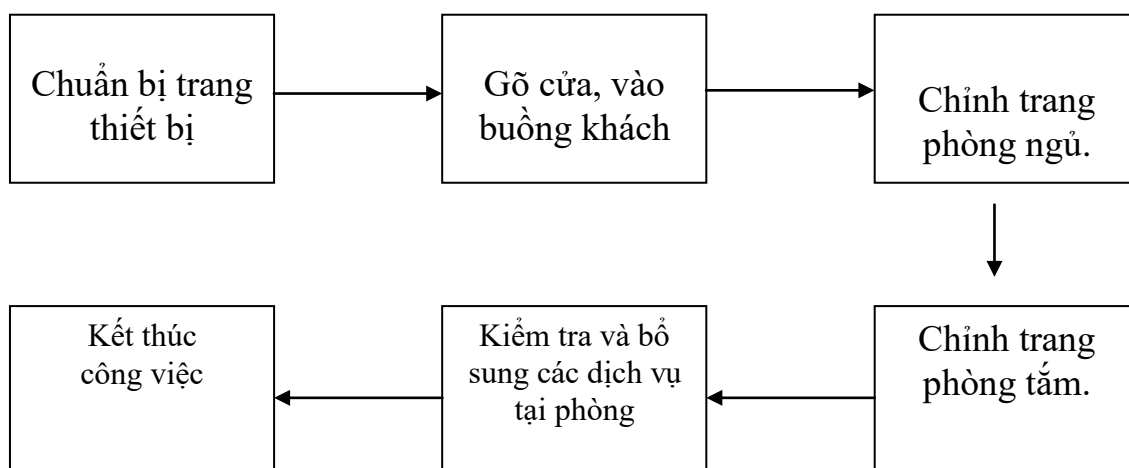 Chuẩn bị trang
thiết bị
Gõ cửa, vào
buồng khách
Chỉnh trang
phòng ngủ.
Chỉnh trang
phòng tắm.
Kiểm tra và bổ
sung các dịch vụ
tại phòng
Kết thúc
công việc